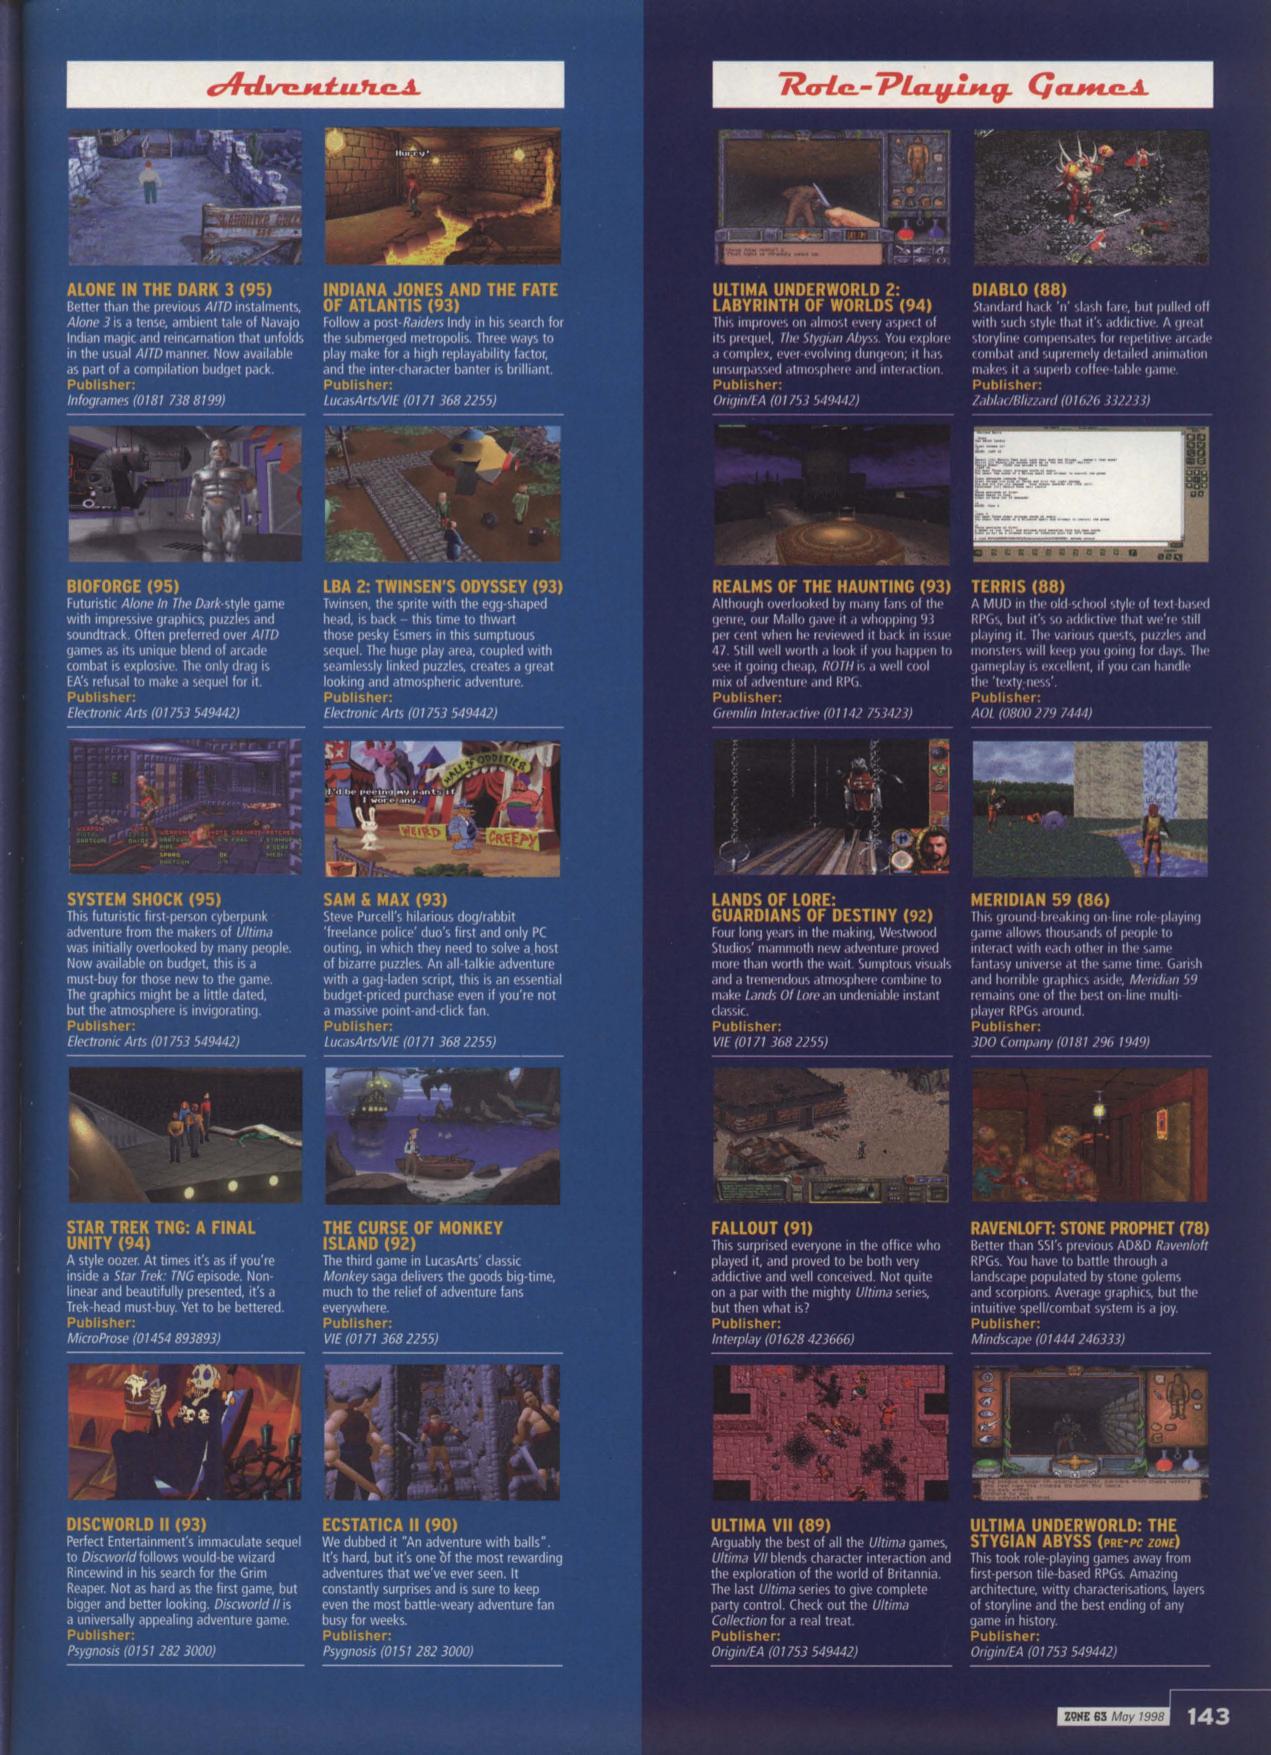 Adventures
ALONE IN THE DARK 3 (95)
Better than the previous AITD instalments,
Alone 3 is a tense, ambient tale of Navajo
Indian magic and reincarnation that unfolds
in the usual AITD manner. Now available
as part of a compilation budget pack.
Publisher:
Infogrames (0181 738 8199)
Hurry!
INDIANA JONES AND THE FATE
OF ATLANTIS (93)
Follow a post-Raiders Indy in his search for
the submerged metropolis. Three ways to
play make for a high replayability factor,
and the inter-character banter is brilliant.
Publisher:
LucasArts/VIE (0171 368 2255)
BIOFORGE (95)
Futuristic Alone In The Dark-style game
with impressive graphics, puzzles and
soundtrack. Often preferred over AITD
games as its unique blend of arcade
combat is explosive. The only drag is
EA's refusal to make a sequel for it.
Publisher:
Electronic Arts (01753 549442)
LBA 2: TWINSEN'S ODYSSEY (93)
Twinsen, the sprite with the egg-shaped
head, is back – this time to thwart
those pesky Esmers in this sumptuous
sequel. The huge play area, coupled with
seamlessly linked puzzles, creates a great
looking and atmospheric adventure.
Publisher:
Electronic Arts (01753 549442)
SYSTEM SHOCK (95)
This futuristic first-person cyberpunk
adventure from the makers of Ultima
was initially overlooked by many people.
Now available on budget, this is a
must-buy for those new to the game.
The graphics might be a little dated,
but the atmosphere is invigorating.
Publisher:
Electronic Arts (01753 549442)
HALL OF ODDITIES
I'd be peeing my pants if
I wore any.
WEIRD
CREEPY
SAM & MAX (93)
Steve Purcell's hilarious dog/rabbit
'freelance police' duo's first and only PC
outing, in which they need to solve a host
of bizarre puzzles. An all-talkie adventure
with a gag-laden script, this is an essential
budget-priced purchase even if you're not
a massive point-and-click fan.
Publisher:
LucasArts/VIE (0171 368 2255)
STAR TREK TNG: A FINAL
UNITY (94)
A style oozer. At times it's as if you're
inside a Star Trek: TNG episode. Non-
linear and beautifully presented, it's a
Trek-head must-buy. Yet to be bettered.
Publisher:
MicroProse (01454 893893)
THE CURSE OF MONKEY
ISLAND (92)
The third game in LucasArts' classic
Monkey saga delivers the goods big-time,
much to the relief of adventure fans
everywhere.
Publisher:
VIE (0171 368 2255)
DISCWORLD II (93)
Perfect Entertainment's immaculate sequel
to Discworld follows would-be wizard
Rincewind in his search for the Grim
Reaper. Not as hard as the first game, but
bigger and better looking. Discworld II is
a universally appealing adventure game.
Publisher:
Psygnosis (0151 282 3000)
ECSTATICA II (90)
We dubbed it "An adventure with balls".
It's hard, but it's one of the most rewarding
adventures that we've ever seen. It
constantly surprises and is sure to keep
even the most battle-weary adventure fan
busy for weeks.
Publisher:
Psygnosis (0151 282 3000)
Role-Playing Games
ULTIMA UNDERWORLD 2:
LABYRINTH OF WORLDS (94)
This improves on almost every aspect of
its prequel, The Stygian Abyss. You explore
a complex, ever-evolving dungeon; it has
unsurpassed atmosphere and interaction.
Publisher:
Origin/EA (01753 549442)
DIABLO (88)
Standard hack 'n' slash fare, but pulled off
with such style that it's addictive. A great
storyline compensates for repetitive arcade
combat and supremely detailed animation
makes it a superb coffee-table game.
Publisher:
Zablac/Blizzard (01626 332233)
REALMS OF THE HAUNTING (93)
Although overlooked by many fans of the
genre, our Mallo gave it a whopping 93
per cent when he reviewed it back in issue
47. Still well worth a look if you happen to
see it going cheap, ROTH is a well cool
mix of adventure and RPG.
Publisher:
Gremlin Interactive (01142 753423)
TERRIS (88)
A MUD in the old-school style of text-based
RPGs, but it's so addictive that we're still
playing it. The various quests, puzzles and
monsters will keep you going for days. The
gameplay is excellent, if you can handle
the 'texty-ness'.
Publisher:
AOL (0800 279 7444)
LANDS OF LORE:
GUARDIANS OF DESTINY (92)
Four long years in the making, Westwood
Studios' mammoth new adventure proved
more than worth the wait. Sumptous visuals
and a tremendous atmosphere combine to
make Lands Of Lore an undeniable instant
classic.
Publisher:
VIE (0171 368 2255)
MERIDIAN 59 (86)
This ground-breaking on-line role-playing
game allows thousands of people to
interact with each other in the same
fantasy universe at the same time. Garish
and horrible graphics aside, Meridian 59
remains one of the best on-line multi-
player RPGs around.
Publisher:
3DO Company (0181 296 1949)
FALLOUT (91)
This surprised everyone in the office who
played it, and proved to be both very
addictive and well conceived. Not quite
on a par with the mighty Ultima series,
but then what is?
Publisher:
Interplay (01628 423666)
RAVENLOFT: STONE PROPHET (78)
Better than SSI's previous AD&D Ravenloft
RPGs. You have to battle through a
landscape populated by stone golems
and scorpions. Average graphics, but the
intuitive spell/combat system is a joy.
Publisher:
Mindscape (01444 246333)
ULTIMA VII (89)
Arguably the best of all the Ultima games,
Ultima VII blends character interaction and
the exploration of the world of Britannia.
The last Ultima series to give complete
party control. Check out the Ultima
Collection for a real treat.
Publisher:
Origin/EA (01753 549442)
ULTIMA UNDERWORLD: THE
STYGIAN ABYSS (PRE-PC ZONE)
This took role-playing games away from
first-person tile-based RPGs. Amazing
architecture, witty characterisations, layers
of storyline and the best ending of any
game in history.
Publisher:
Origin/EA (01753 549442)
ZONE 63 May 1998 143